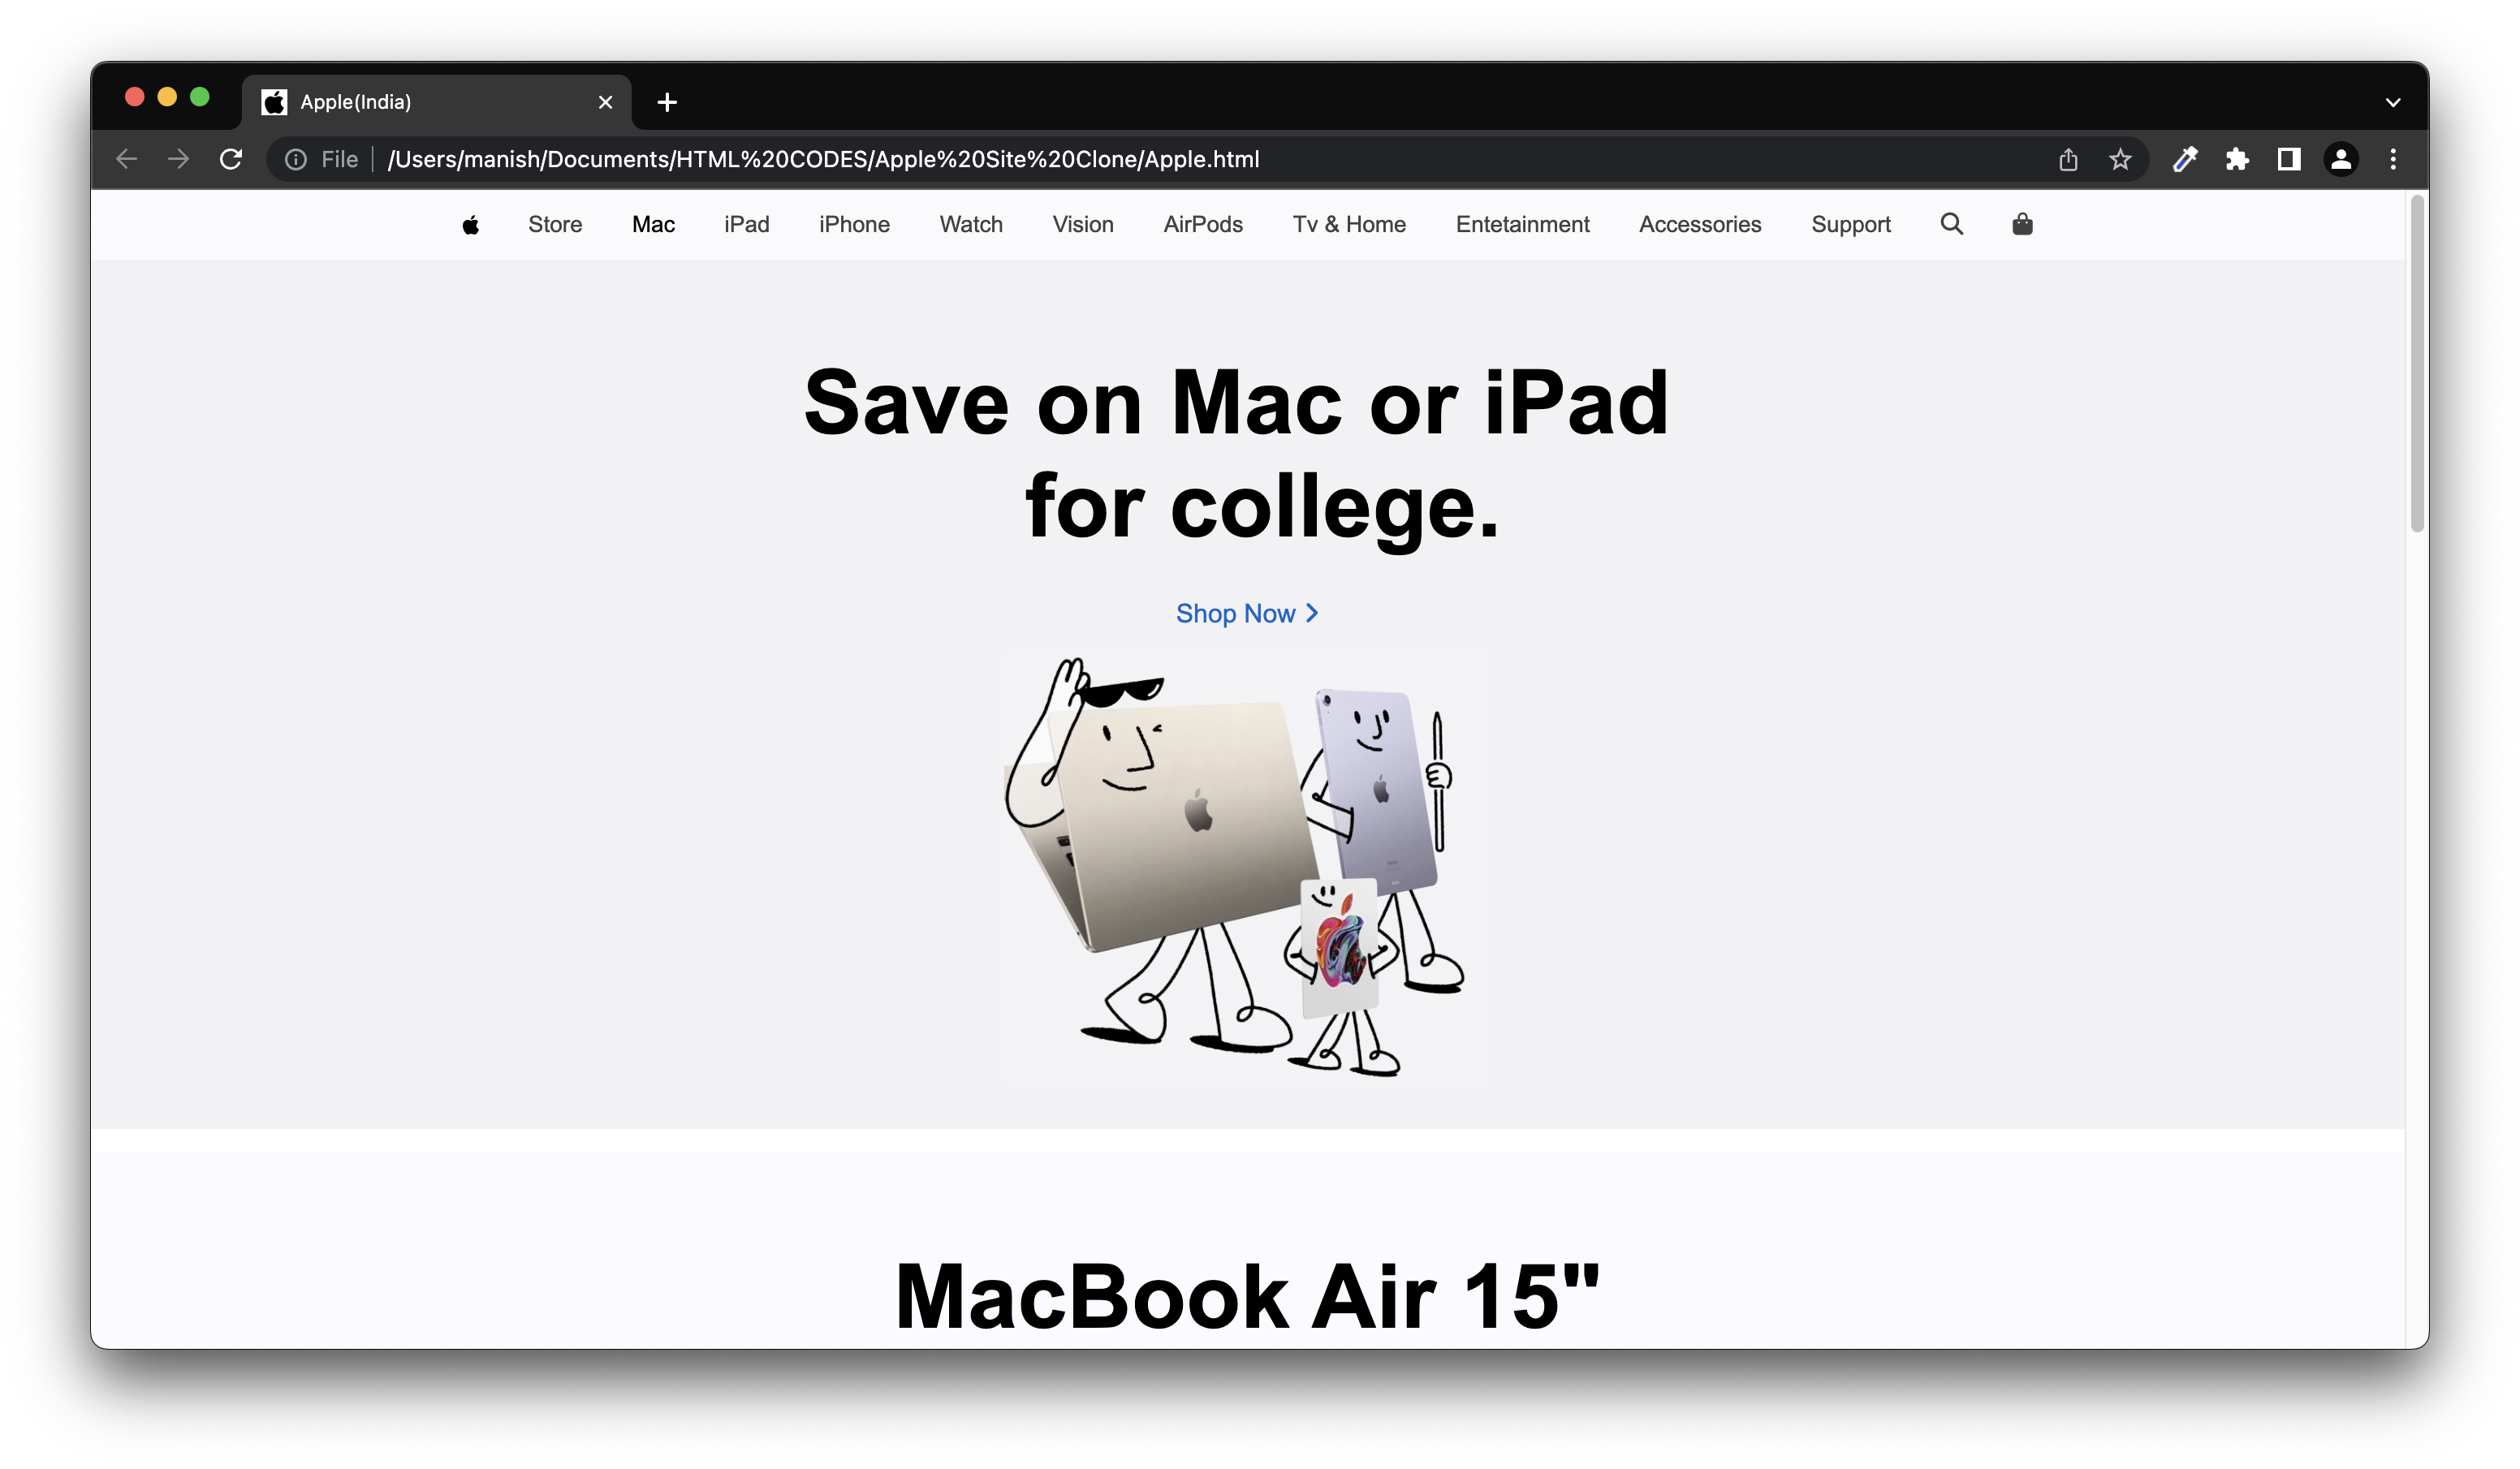 Apple(India)
File /Users/manish/Documents/HTML%20CODES/Apple%20Site%20Clone/Apple.html
Store Mac iPad iPhone Watch Vision AirPods Tv & Home Entetainment Accessories Support
Save on Mac or iPad
for college.
Shop Now
MacBook Air 15"